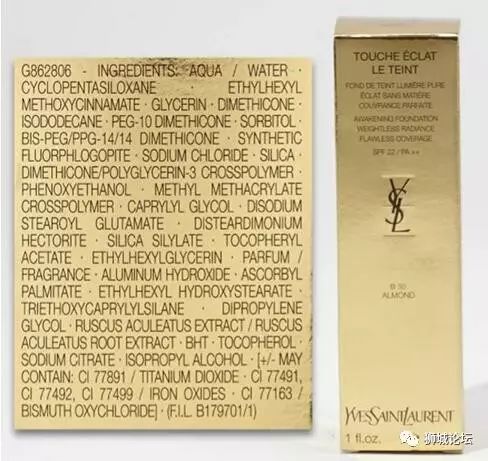 G862806 - INGREDIENTS: AQUA / WATER ·
CYCLOPENTASILOXANE · ETHYLHEXYL
METHOXYCINNAMATE · GLYCERIN · DIMETHICONE ·
ISODODECANE · PEG-10 DIMETHICONE · SORBITOL ·
BIS-PEG/PPG-14/14 DIMETHICONE · SYNTHETIC
FLUORPHLOGOPITE · SODIUM CHLORIDE · SILICA ·
DIMETHICONE/POLYGLYCERIN-3 CROSSPOLYMER ·
PHENOXYETHANOL · METHYL METHACRYLATE
CROSSPOLYMER · CAPRYLYL GLYCOL · DISODIUM
STEAROYL GLUTAMATE · DISTEARDIMONIUM
HECTORITE · SILICA SILYLATE · TOCOPHERYL
ACETATE · ETHYLHEXYLGLYCERIN · PARFUM /
FRAGRANCE · ALUMINUM HYDROXIDE · ASCORBYL
PALMITATE · ETHYLHEXYL HYDROXYSTEARATE ·
TRIETHOXYCAPRYLYLSILANE · DIPROPYLENE
GLYCOL · RUSCUS ACULEATUS EXTRACT / RUSCUS
ACULEATUS ROOT EXTRACT · BHT · TOCOPHEROL ·
SODIUM CITRATE · ISOPROPYL ALCOHOL · [+/- MAY
CONTAIN: CI 77891 / TITANIUM DIOXIDE · CI 77491,
CI 77492, CI 77499 / IRON OXIDES · CI 77163 /
BISMUTH OXYCHLORIDE] · (F.I.L. B179701/1)
TOUCHE ÉCLAT
LE TEINT
FOND DE TEINT LUMIÈRE PURE
ÉCLAT SANS MATIÈRE
COUVRANCE PARFAITE
AWAKENING FOUNDATION
WEIGHTLESS RADIANCE
FLAWLESS COVERAGE
SPF 22 / PA ++
YSL
ALMOND
YVESSAINTLAURENT
1 fl.oz.
狮城论坛